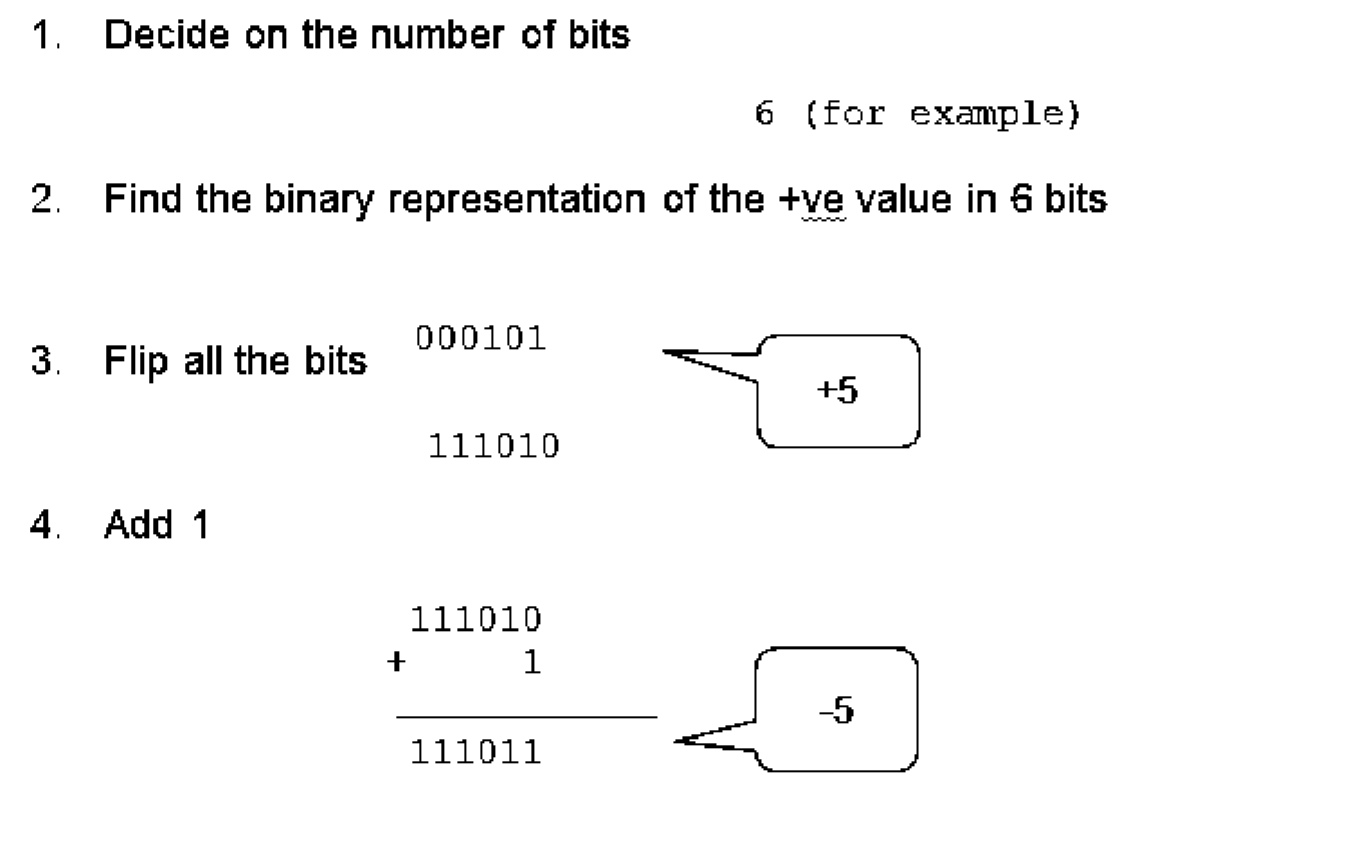 1. Decide on the number of bits
6 (for example)
2. Find the binary representation of the +ve value in 6 bits
000101
3. Flip all the bits
+5
111010
4. Add 1
111010
+ 1
-5
111011